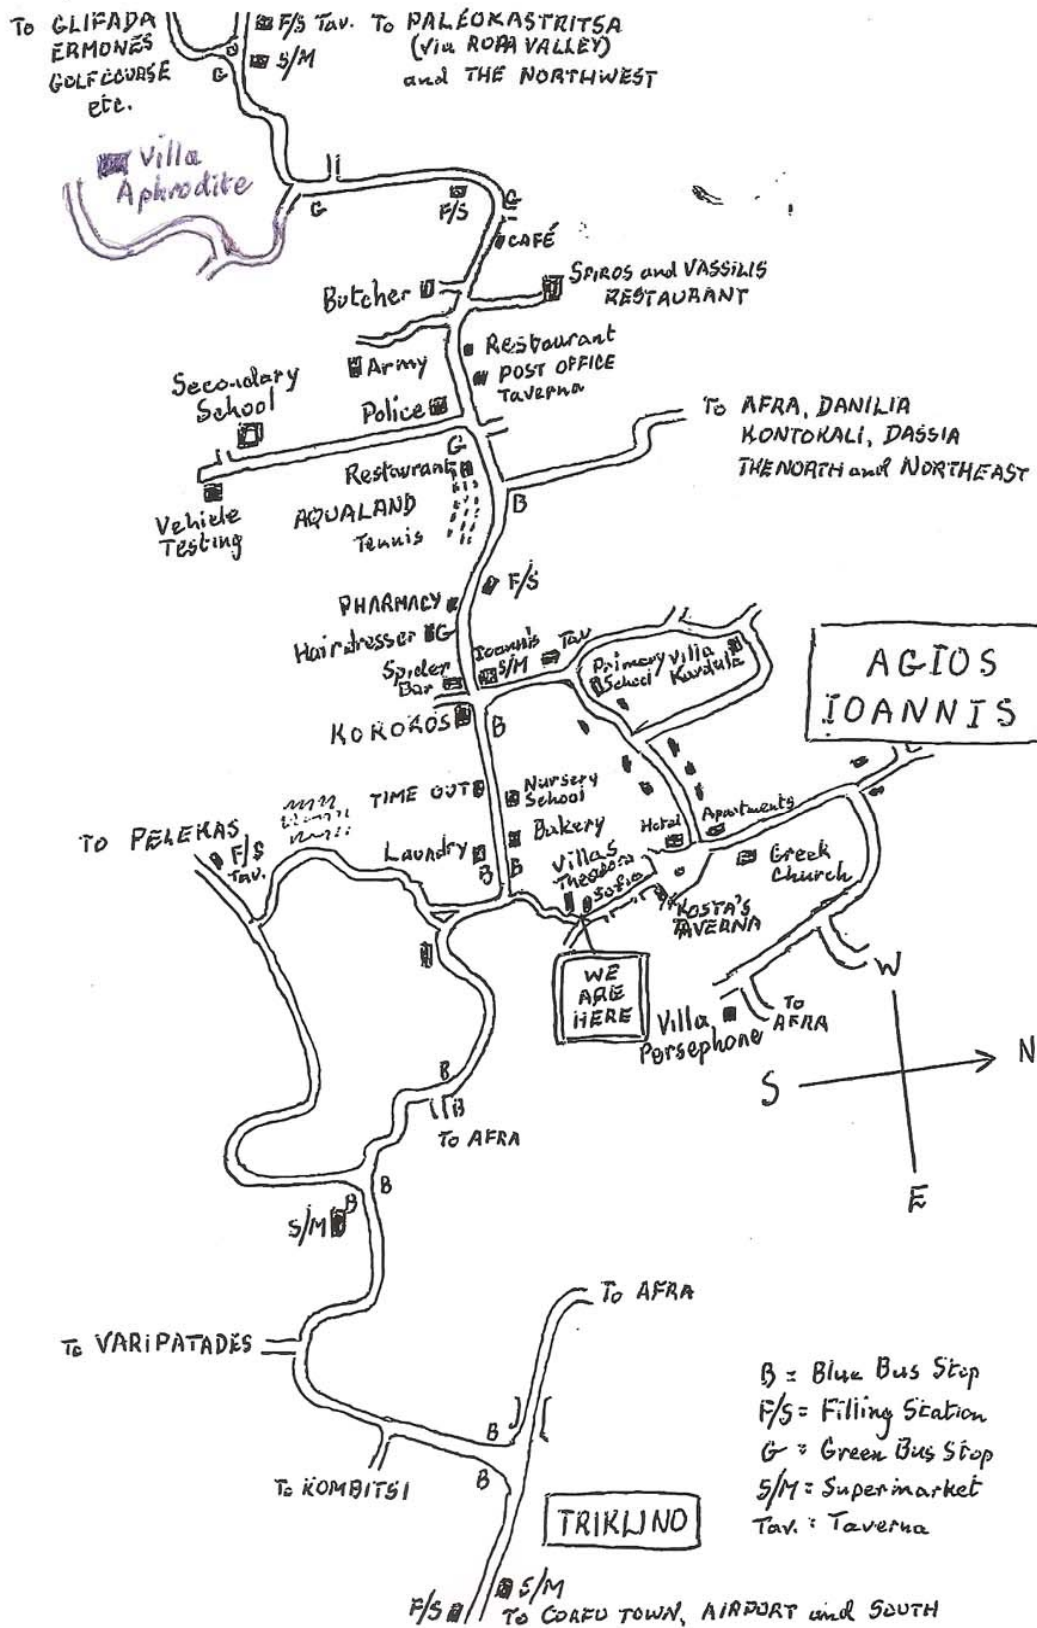 To GLIFADA
ERMONES
GOLF COURSE
etc.
F/S Tav.
S/M
To PALEOKASTRITSA
(via ROPA VALLEY)
and THE NORTHWEST
G
G
Villa
Aphrodite
G
F/S
G
CAFÉ
Butcher
SPIROS and VASSILIS
RESTAURANT
Army
Restaurant
POST OFFICE
Taverna
Secondary
School
Police
To AFRA, DANILIA
KONTOKALI, DASSIA
THE NORTH and NORTHEAST
G
Restaurant
B
AQUALAND
Tennis
Vehicle
Testing
F/S
PHARMACY
Hairdresser G
Ioannis
S/M
Tav
Spider
Bar
Primary
School
Villa
Kardula
AGIOS
IOANNIS
KOROKOS
B
TIME OUT
Nursery
School
Apartments
Hotel
To PELEKAS
F/S
Tav.
Laundry
Bakery
B
B
Villas
Theodora
Sofia
Greek
Church
KOSTA'S
TAVERNA
WE
ARE
HERE
W
To
AFRA
Villa
Persephone
S
N
E
B
B
To AFRA
B
B
S/M
To AFRA
To VARIPATADES
B
B
To KOMBITSI
TRIKLINO
B = Blue Bus Stop
F/S = Filling Station
G = Green Bus Stop
S/M = Supermarket
Tav. = Taverna
F/S
S/M
To CORFU TOWN, AIRPORT and SOUTH